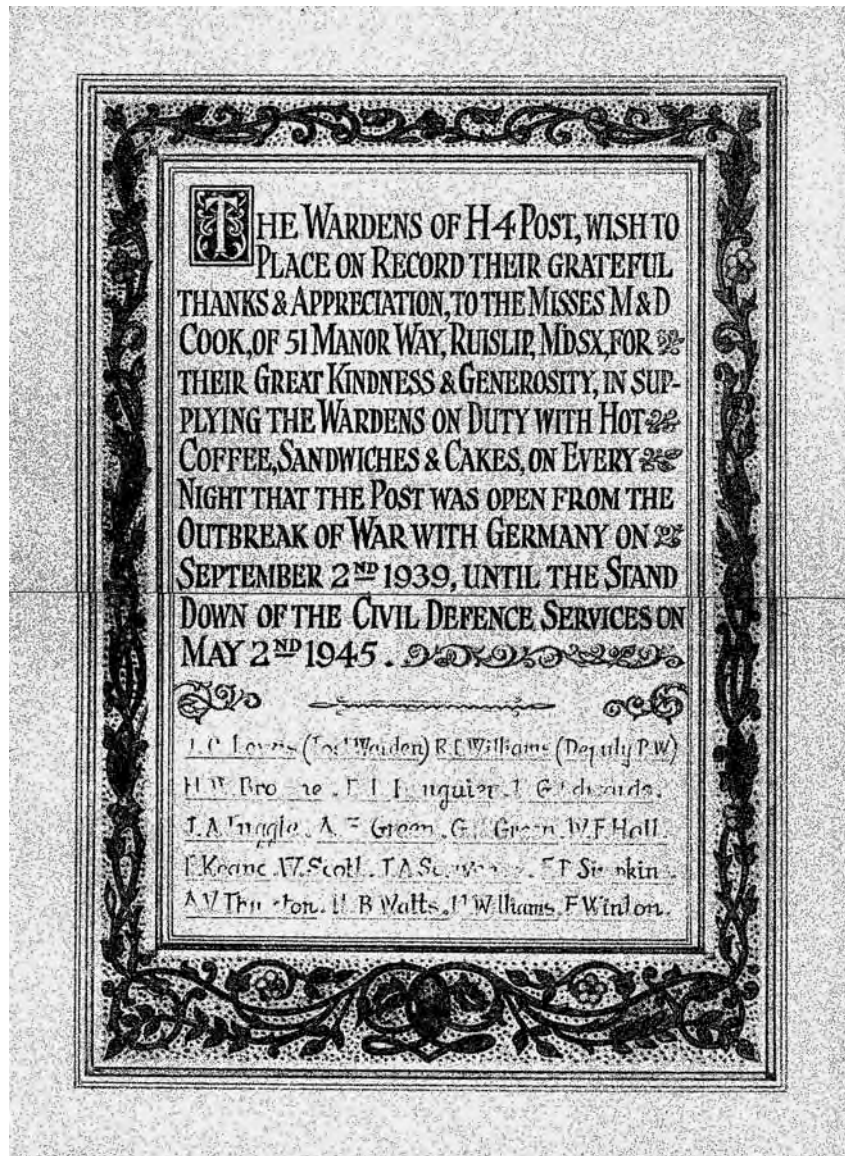 THE WARDENS OF H4 POST, WISH TO
PLACE ON RECORD THEIR GRATEFUL
THANKS & APPRECIATION, TO THE MISSES M & D
COOK, OF 51 MANOR WAY, RUISLIP, MDSX, FOR
THEIR GREAT KINDNESS & GENEROSITY, IN SUP-
PLYING THE WARDENS ON DUTY WITH HOT
COFFEE, SANDWICHES & CAKES, ON EVERY
NIGHT THAT THE POST WAS OPEN FROM THE
OUTBREAK OF WAR WITH GERMANY ON
SEPTEMBER 2ND 1939, UNTIL THE STAND
DOWN OF THE CIVIL DEFENCE SERVICES ON
MAY 2ND 1945.
(Post Warden) Williams (Deputy P.W)
H.W.
Green. Green. W.F Hall.
Keane. W. Scott.
A.V B Watts. Williams. F Winton.